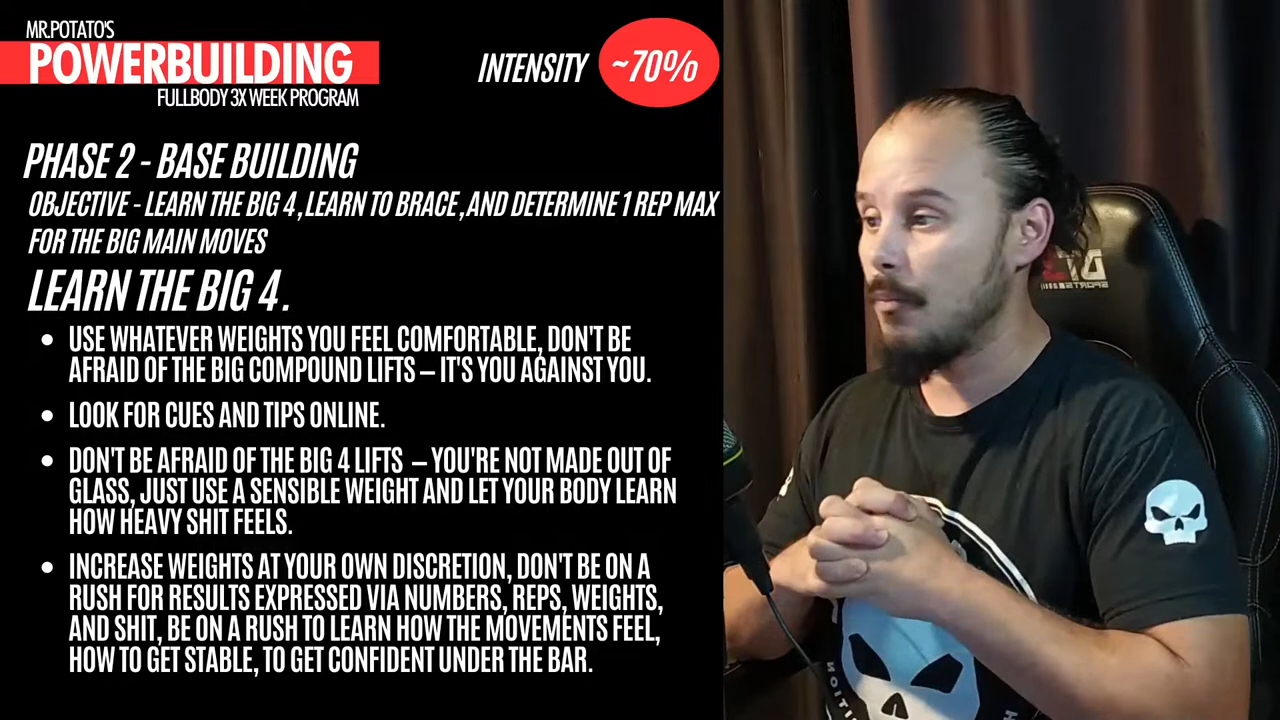 MR.POTATO'S
POWERBUILDING
FULLBODY 3X WEEK PROGRAM
INTENSITY ~70%
PHASE 2 - BASE BUILDING
OBJECTIVE - LEARN THE BIG 4, LEARN TO BRACE, AND DETERMINE 1 REP MAX
FOR THE BIG MAIN MOVES
LEARN THE BIG 4.
• USE WHATEVER WEIGHTS YOU FEEL COMFORTABLE, DON'T BE
AFRAID OF THE BIG COMPOUND LIFTS – IT'S YOU AGAINST YOU.
• LOOK FOR CUES AND TIPS ONLINE.
• DON'T BE AFRAID OF THE BIG 4 LIFTS – YOU'RE NOT MADE OUT OF
GLASS, JUST USE A SENSIBLE WEIGHT AND LET YOUR BODY LEARN
HOW HEAVY SHIT FEELS.
• INCREASE WEIGHTS AT YOUR OWN DISCRETION, DON'T BE ON A
RUSH FOR RESULTS EXPRESSED VIA NUMBERS, REPS, WEIGHTS,
AND SHIT, BE ON A RUSH TO LEARN HOW THE MOVEMENTS FEEL,
HOW TO GET STABLE, TO GET CONFIDENT UNDER THE BAR.